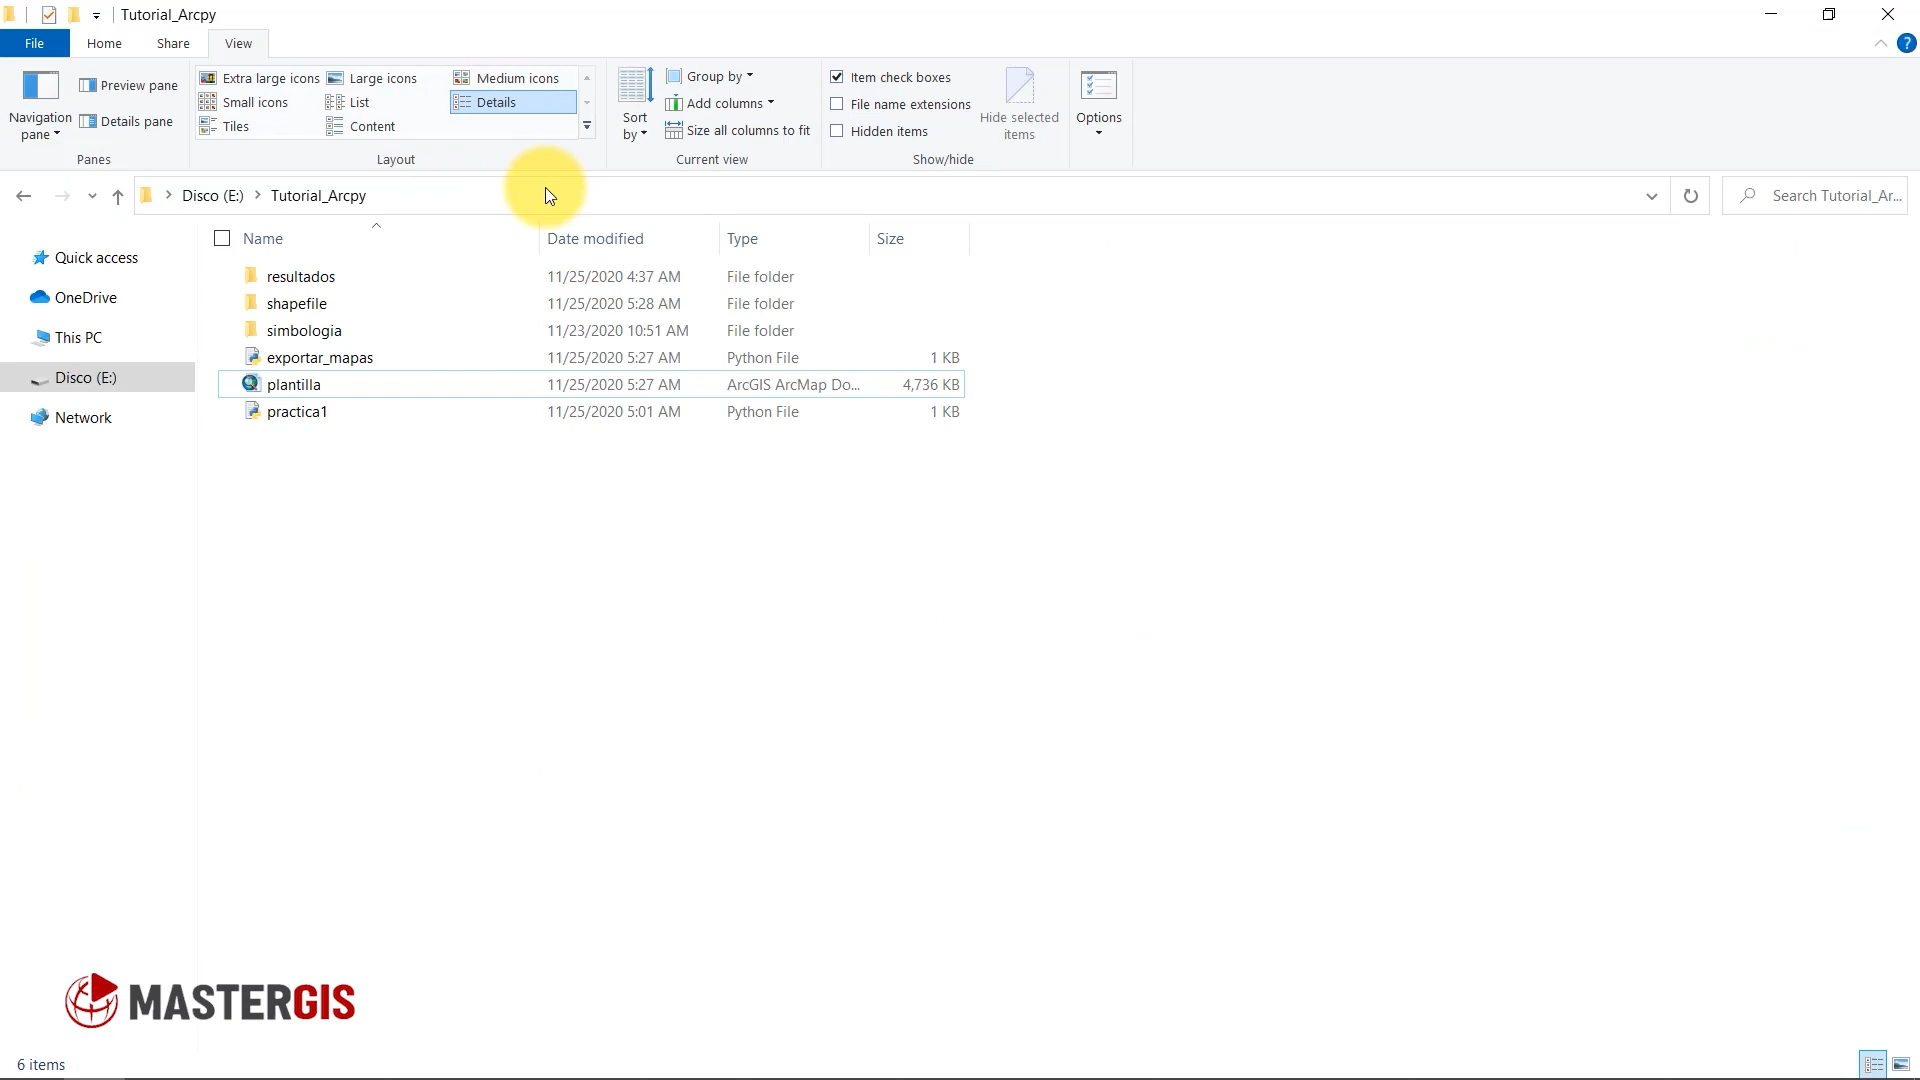 Tutorial_Arcpy
File Home Share View
Navigation pane
Preview pane
Details pane
Panes
Extra large icons Large icons Medium icons
Small icons List Details
Tiles Content
Layout
Sort by
Group by
Add columns
Size all columns to fit
Current view
Item check boxes
File name extensions
Hidden items
Hide selected items
Show/hide
Options
Disco (E:) Tutorial_Arcpy
Search Tutorial_Ar...
Quick access
OneDrive
This PC
Disco (E:)
Network
Name Date modified Type Size
resultados 11/25/2020 4:37 AM File folder
shapefile 11/25/2020 5:28 AM File folder
simbologia 11/23/2020 10:51 AM File folder
exportar_mapas 11/25/2020 5:27 AM Python File 1 KB
plantilla 11/25/2020 5:27 AM ArcGIS ArcMap Do... 4,736 KB
practica1 11/25/2020 5:01 AM Python File 1 KB
MASTERGIS
6 items